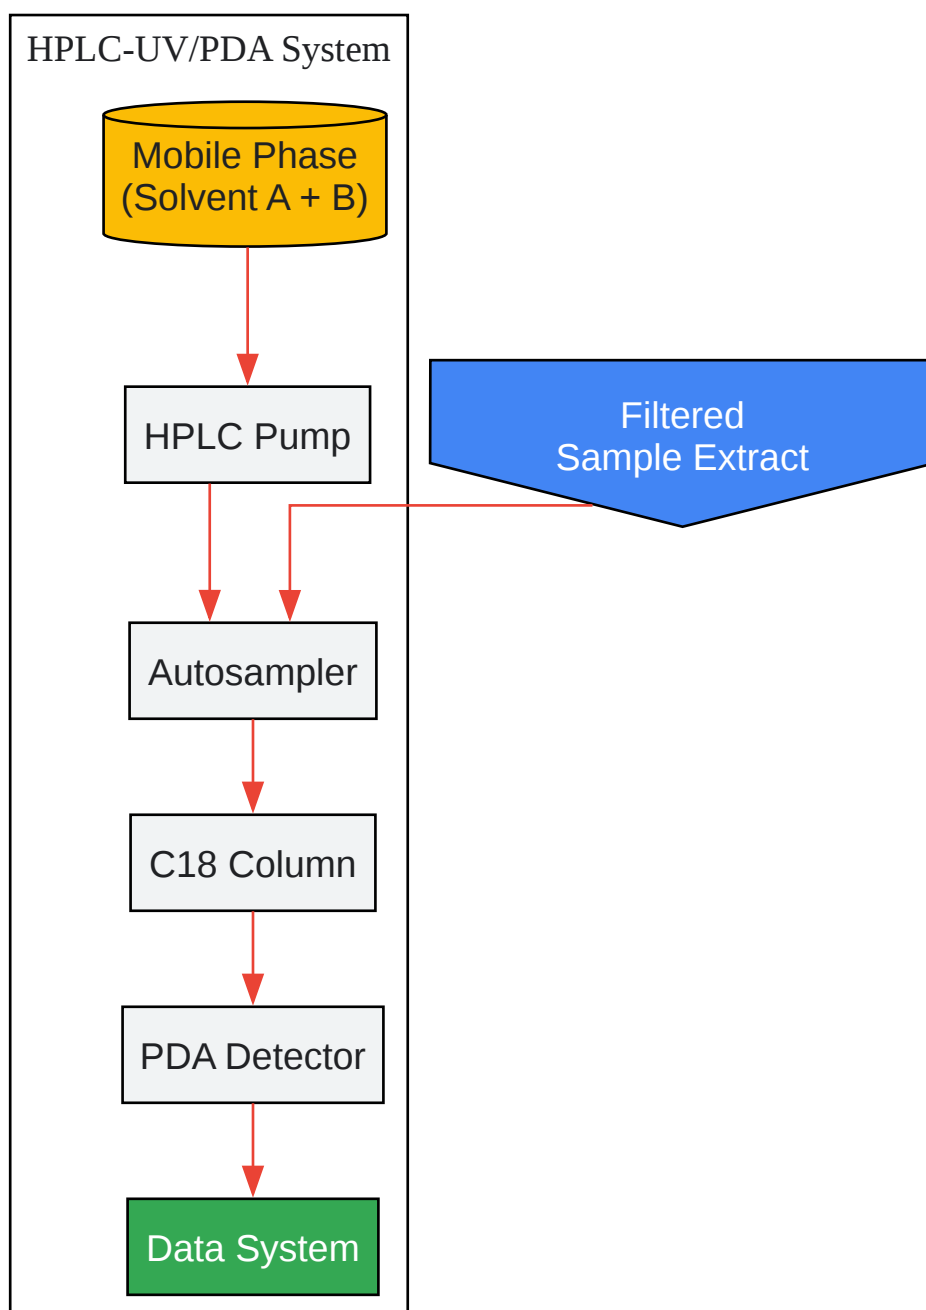 HPLC-UV/PDA System
Mobile Phase
(Solvent A + B)
HPLC Pump
Filtered
Sample Extract
Autosampler
C18 Column
PDA Detector
Data System